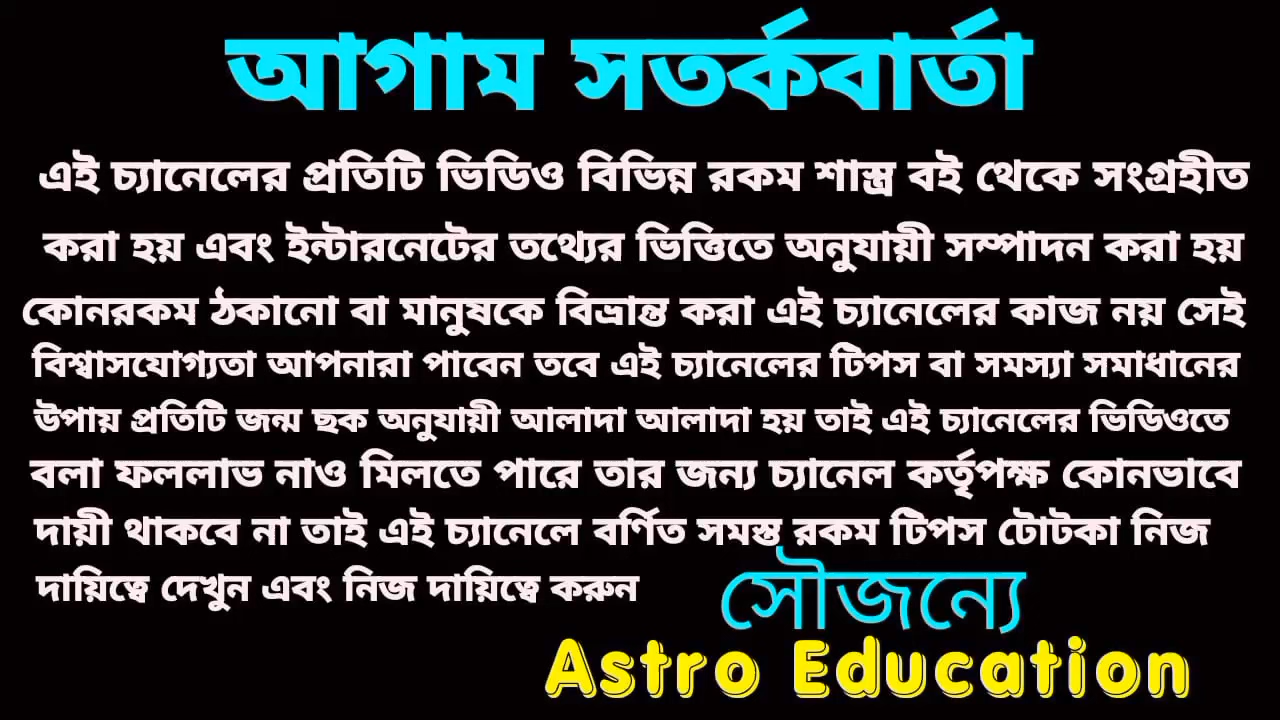 আগাম সতর্কবার্তা
এই চ্যানেলের প্রতিটি ভিডিও বিভিন্ন রকম শাস্ত্র বই থেকে সংগ্রহীত
করা হয় এবং ইন্টারনেটের তথ্যের ভিত্তিতে অনুযায়ী সম্পাদন করা হয়
কোনরকম ঠকানো বা মানুষকে বিভ্রান্ত করা এই চ্যানেলের কাজ নয় সেই
বিশ্বাসযোগ্যতা আপনারা পাবেন তবে এই চ্যানেলের টিপস বা সমস্যা সমাধানের
উপায় প্রতিটি জন্ম ছক অনুযায়ী আলাদা আলাদা হয় তাই এই চ্যানেলের ভিডিওতে
বলা ফললাভ নাও মিলতে পারে তার জন্য চ্যানেল কর্তৃপক্ষ কোনভাবে
দায়ী থাকবে না তাই এই চ্যানেলে বর্ণিত সমস্ত রকম টিপস টোটকা নিজ
দায়িত্বে দেখুন এবং নিজ দায়িত্বে করুন
সৌজন্যে
Astro Education